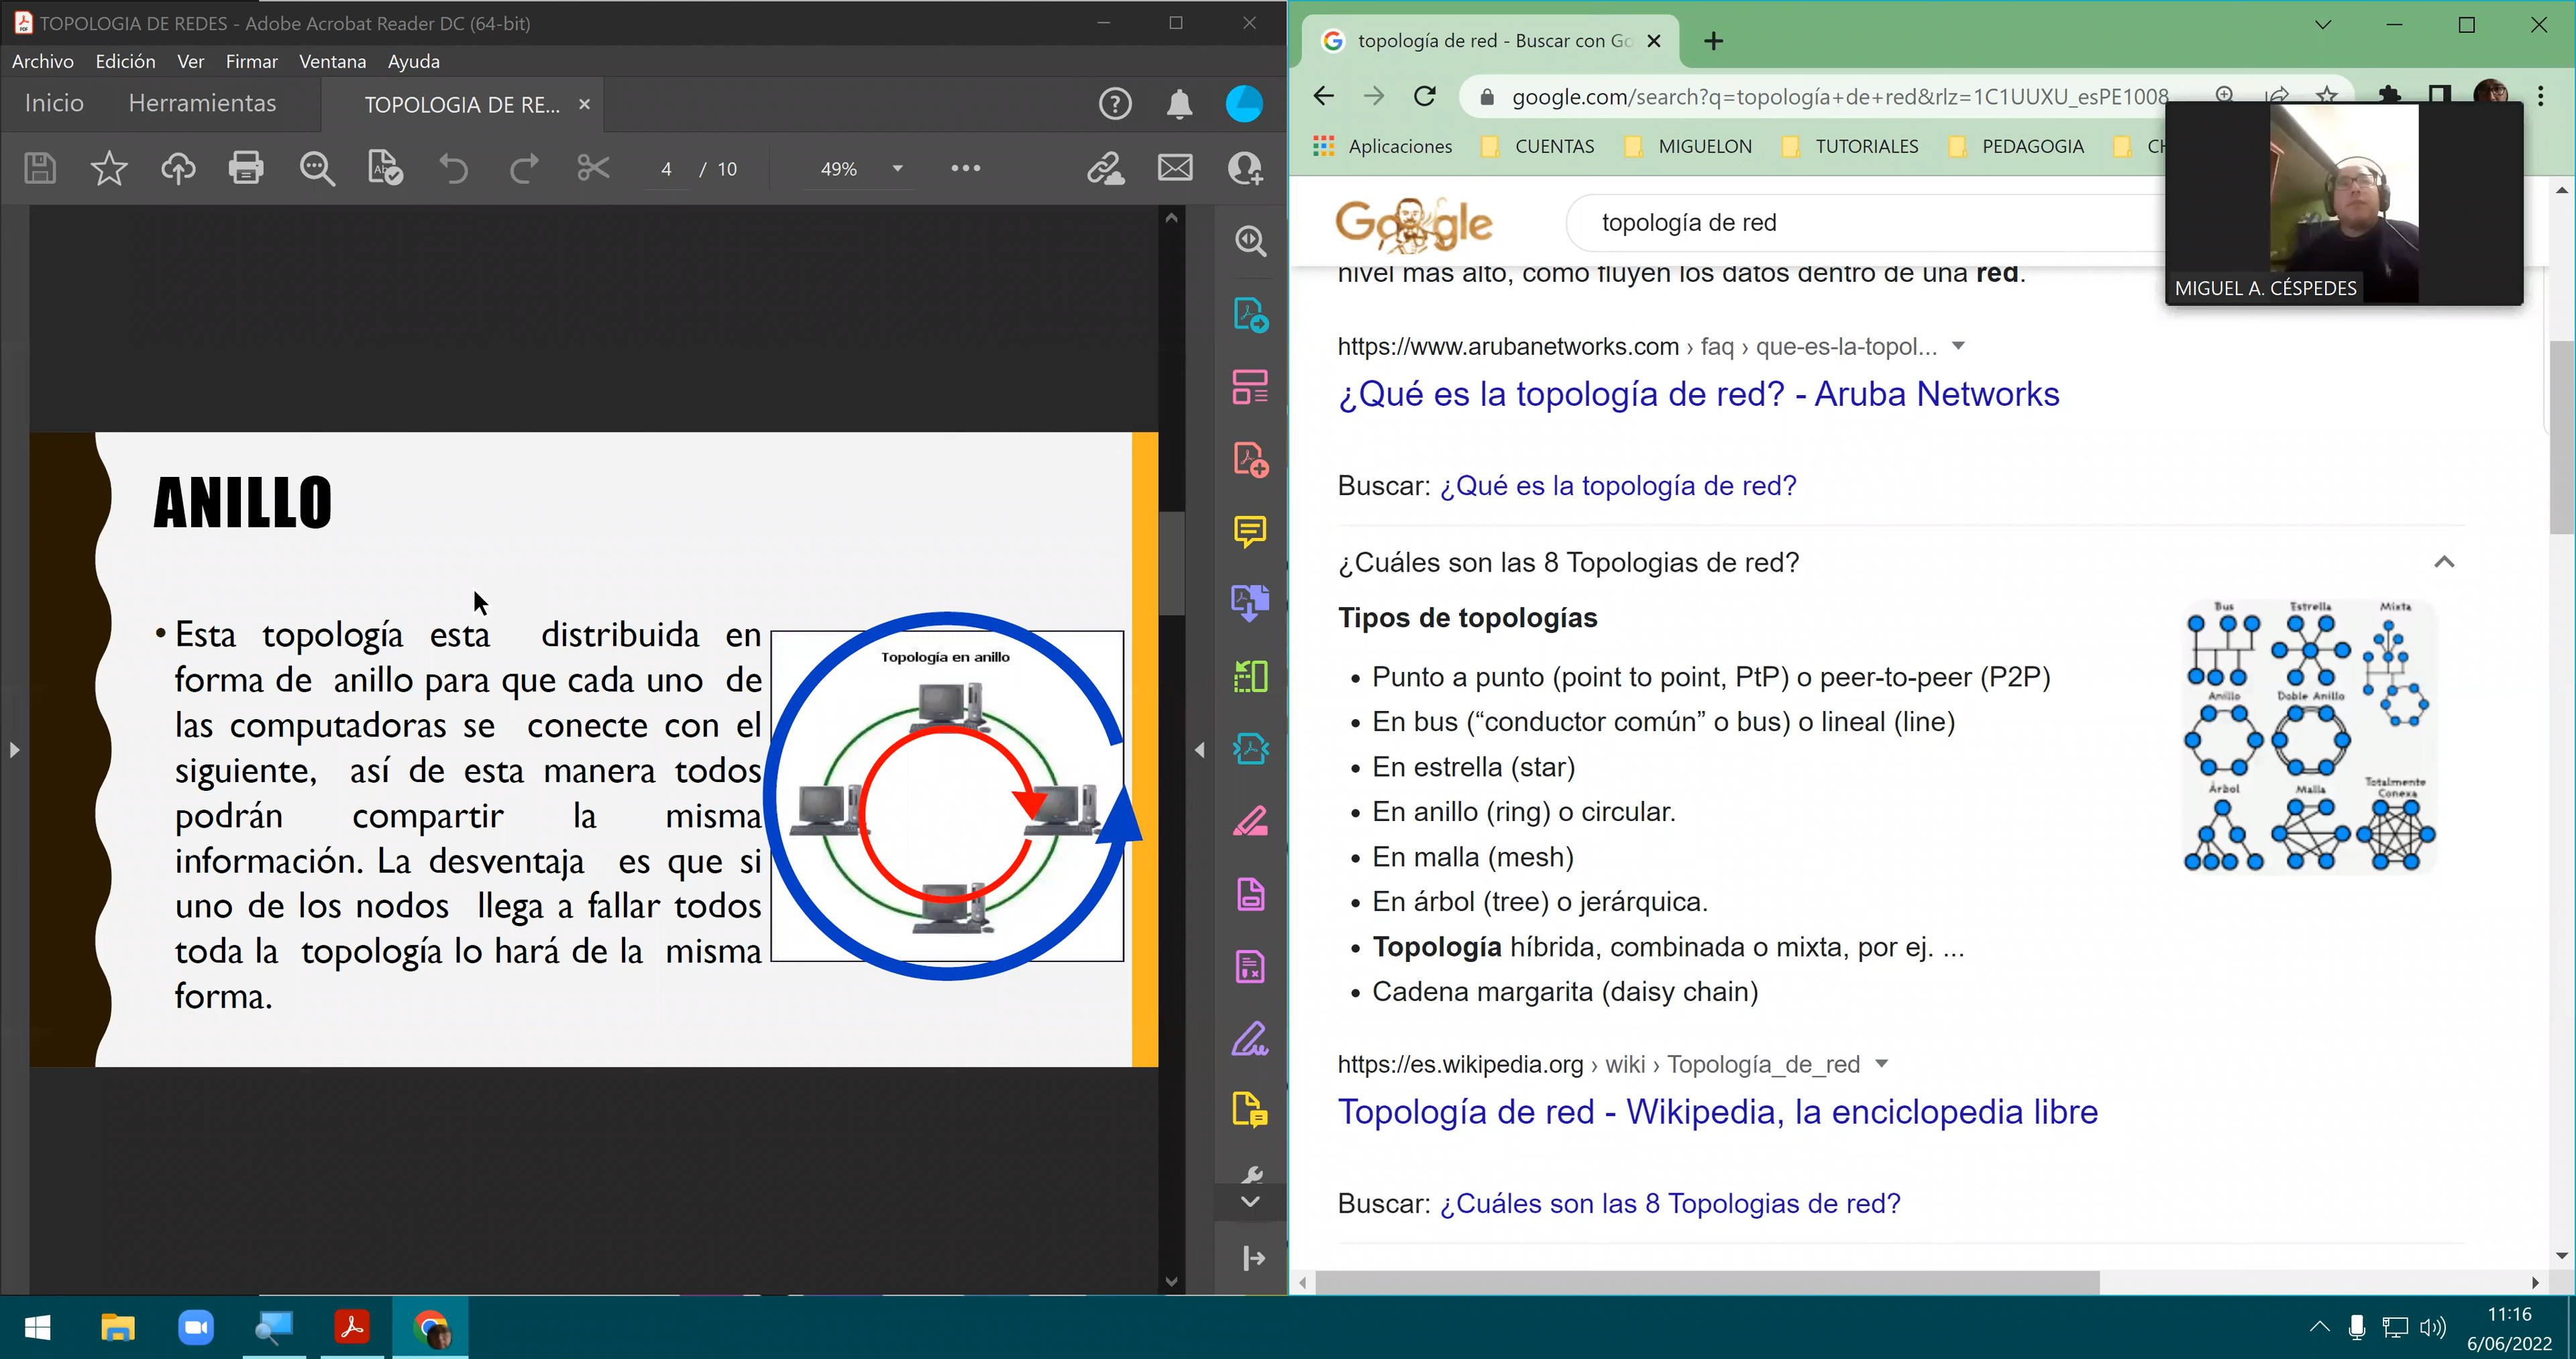 TOPOLOGIA DE REDES - Adobe Acrobat Reader DC (64-bit)
Archivo Edición Ver Firmar Ventana Ayuda
Inicio Herramientas TOPOLOGIA DE RE...
4 / 10 49%
ANILLO
• Esta topología esta distribuida en
forma de anillo para que cada uno de
las computadoras se conecte con el
siguiente, así de esta manera todos
podrán compartir la misma
información. La desventaja es que si
uno de los nodos llega a fallar todos
toda la topología lo hará de la misma
forma.
Topología en anillo
topología de red - Buscar con Go
google.com/search?q=topología+de+red&rlz=1C1UUXU_esPE1008
Aplicaciones CUENTAS MIGUELON TUTORIALES PEDAGOGIA CH
Google
topología de red
MIGUEL A. CÉSPEDES
nivel más alto, cómo fluyen los datos dentro de una red.
https://www.arubanetworks.com › faq › que-es-la-topol...
¿Qué es la topología de red? - Aruba Networks
Buscar: ¿Qué es la topología de red?
¿Cuáles son las 8 Topologias de red?
Tipos de topologías
• Punto a punto (point to point, PtP) o peer-to-peer (P2P)
• En bus (“conductor común” o bus) o lineal (line)
• En estrella (star)
• En anillo (ring) o circular.
• En malla (mesh)
• En árbol (tree) o jerárquica.
• Topología híbrida, combinada o mixta, por ej. ...
• Cadena margarita (daisy chain)
Bus Estrella Mixta
Anillo Doble Anillo
Árbol Malla Totalmente
Conexa
https://es.wikipedia.org › wiki › Topología_de_red
Topología de red - Wikipedia, la enciclopedia libre
Buscar: ¿Cuáles son las 8 Topologias de red?
11:16
6/06/2022